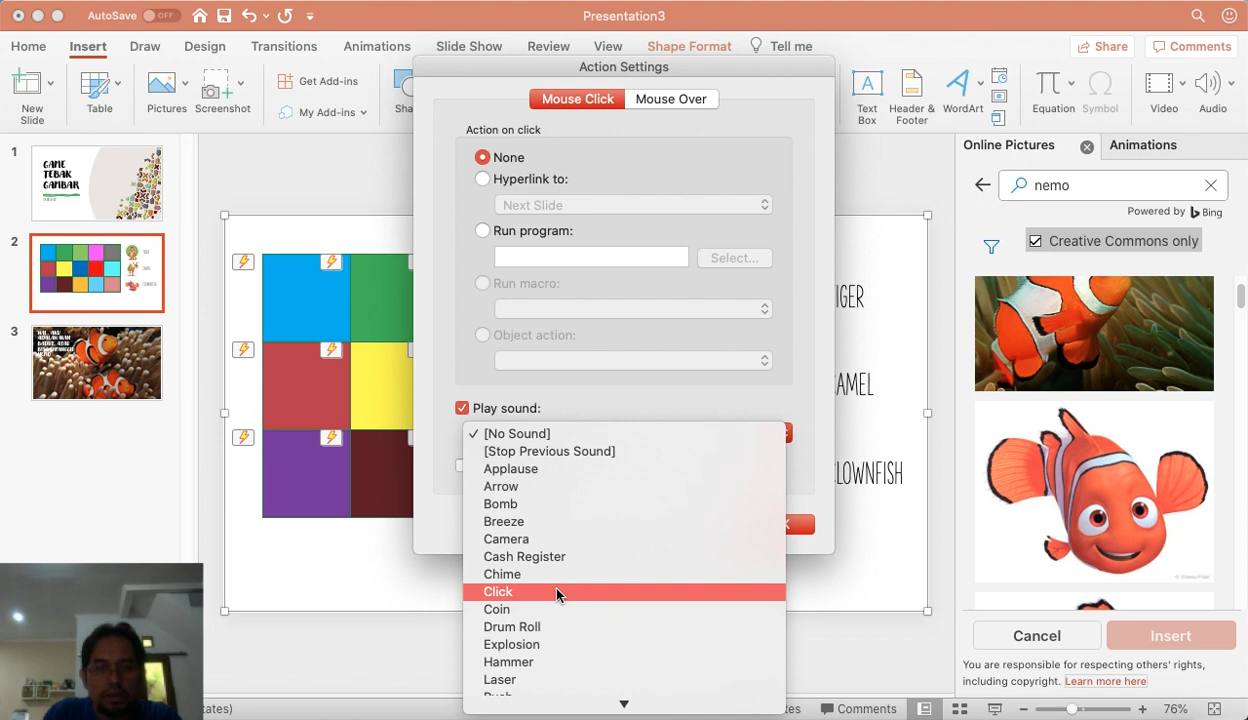 AutoSave OFF
Presentation3
Home Insert Draw Design Transitions Animations Slide Show Review View Shape Format Tell me
Share Comments
New Slide
Table
Pictures
Screenshot
Get Add-ins
My Add-ins
Text Box
Header & Footer
WordArt
Equation
Symbol
Video
Audio
Action Settings
Mouse Click Mouse Over
Action on click
None
Hyperlink to:
Next Slide
Run program:
Select...
Run macro:
Object action:
Play sound:
[No Sound]
[Stop Previous Sound]
Applause
Arrow
Bomb
Breeze
Camera
Cash Register
Chime
Click
Coin
Drum Roll
Explosion
Hammer
Laser
1
GAME
TEBAK
GAMBAR
2
3
Online Pictures
Animations
nemo
Powered by Bing
Creative Commons only
Cancel Insert
You are responsible for respecting others' rights,
including copyright. Learn more here
Comments
76%